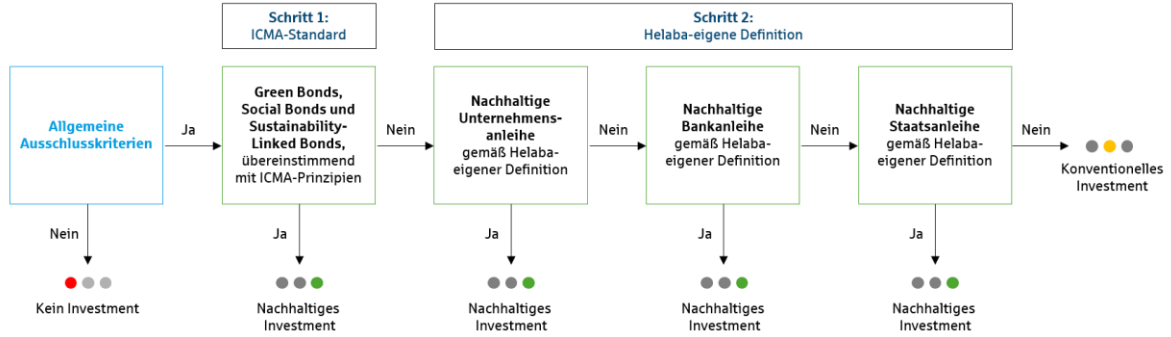 Schritt 1:
ICMA-Standard
Schritt 2:
Helaba-eigene Definition
Allgemeine
Ausschlusskriterien
Ja
Green Bonds,
Social Bonds und
Sustainability-
Linked Bonds,
übereinstimmend
mit ICMA-Prinzipien
Nein
Nachhaltige
Unternehmens-
anleihe
gemäß Helaba-
eigener Definition
Nein
Nachhaltige
Bankanleihe
gemäß Helaba-
eigener Definition
Nein
Nachhaltige
Staatsanleihe
gemäß Helaba-
eigener Definition
Nein
Konventionelles
Investment
Nein
Kein Investment
Ja
Nachhaltiges
Investment
Ja
Nachhaltiges
Investment
Ja
Nachhaltiges
Investment
Ja
Nachhaltiges
Investment